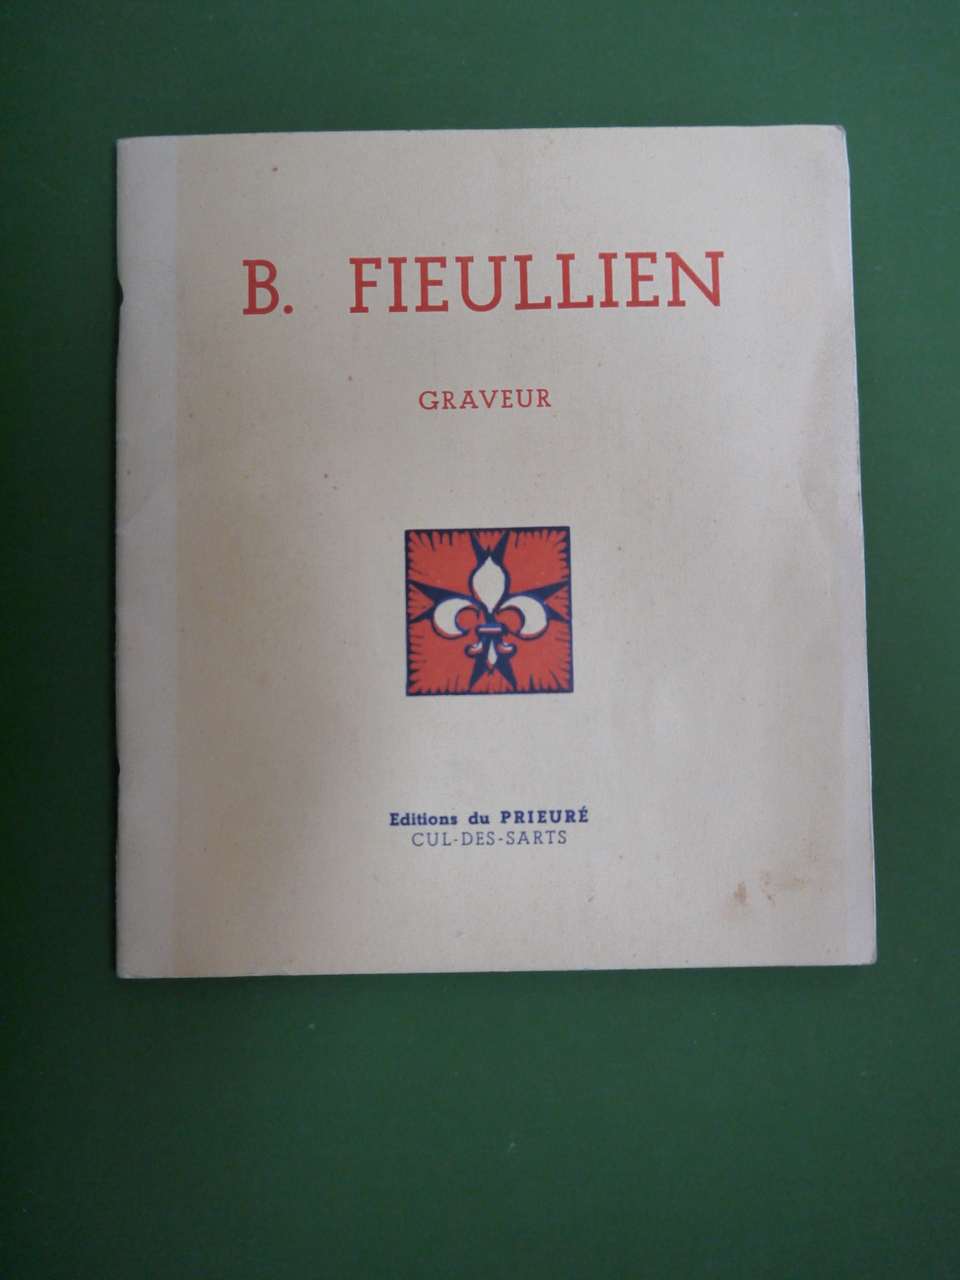 B. FIEULLIEN
GRAVEUR
Editions du PRIEURÉ
CUL-DES-SARTS